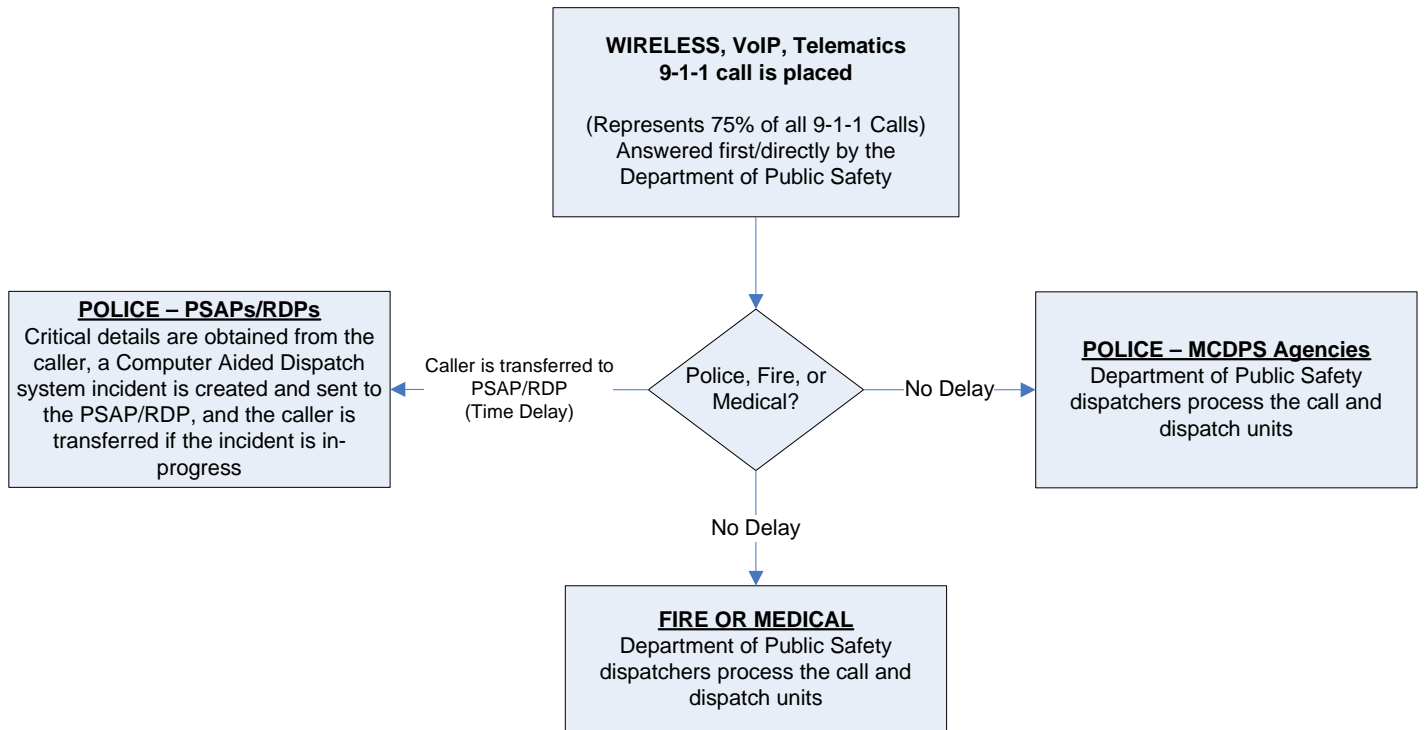 WIRELESS, VoIP, Telematics
9-1-1 call is placed
(Represents 75% of all 9-1-1 Calls)
Answered first/directly by the
Department of Public Safety
POLICE – PSAPs/RDPs
Critical details are obtained from the
caller, a Computer Aided Dispatch
system incident is created and sent to
the PSAP/RDP, and the caller is
transferred if the incident is in-
progress
Caller is transferred to
PSAP/RDP
(Time Delay)
Police, Fire, or
Medical?
No Delay
POLICE – MCDPS Agencies
Department of Public Safety
dispatchers process the call and
dispatch units
No Delay
FIRE OR MEDICAL
Department of Public Safety
dispatchers process the call and
dispatch units